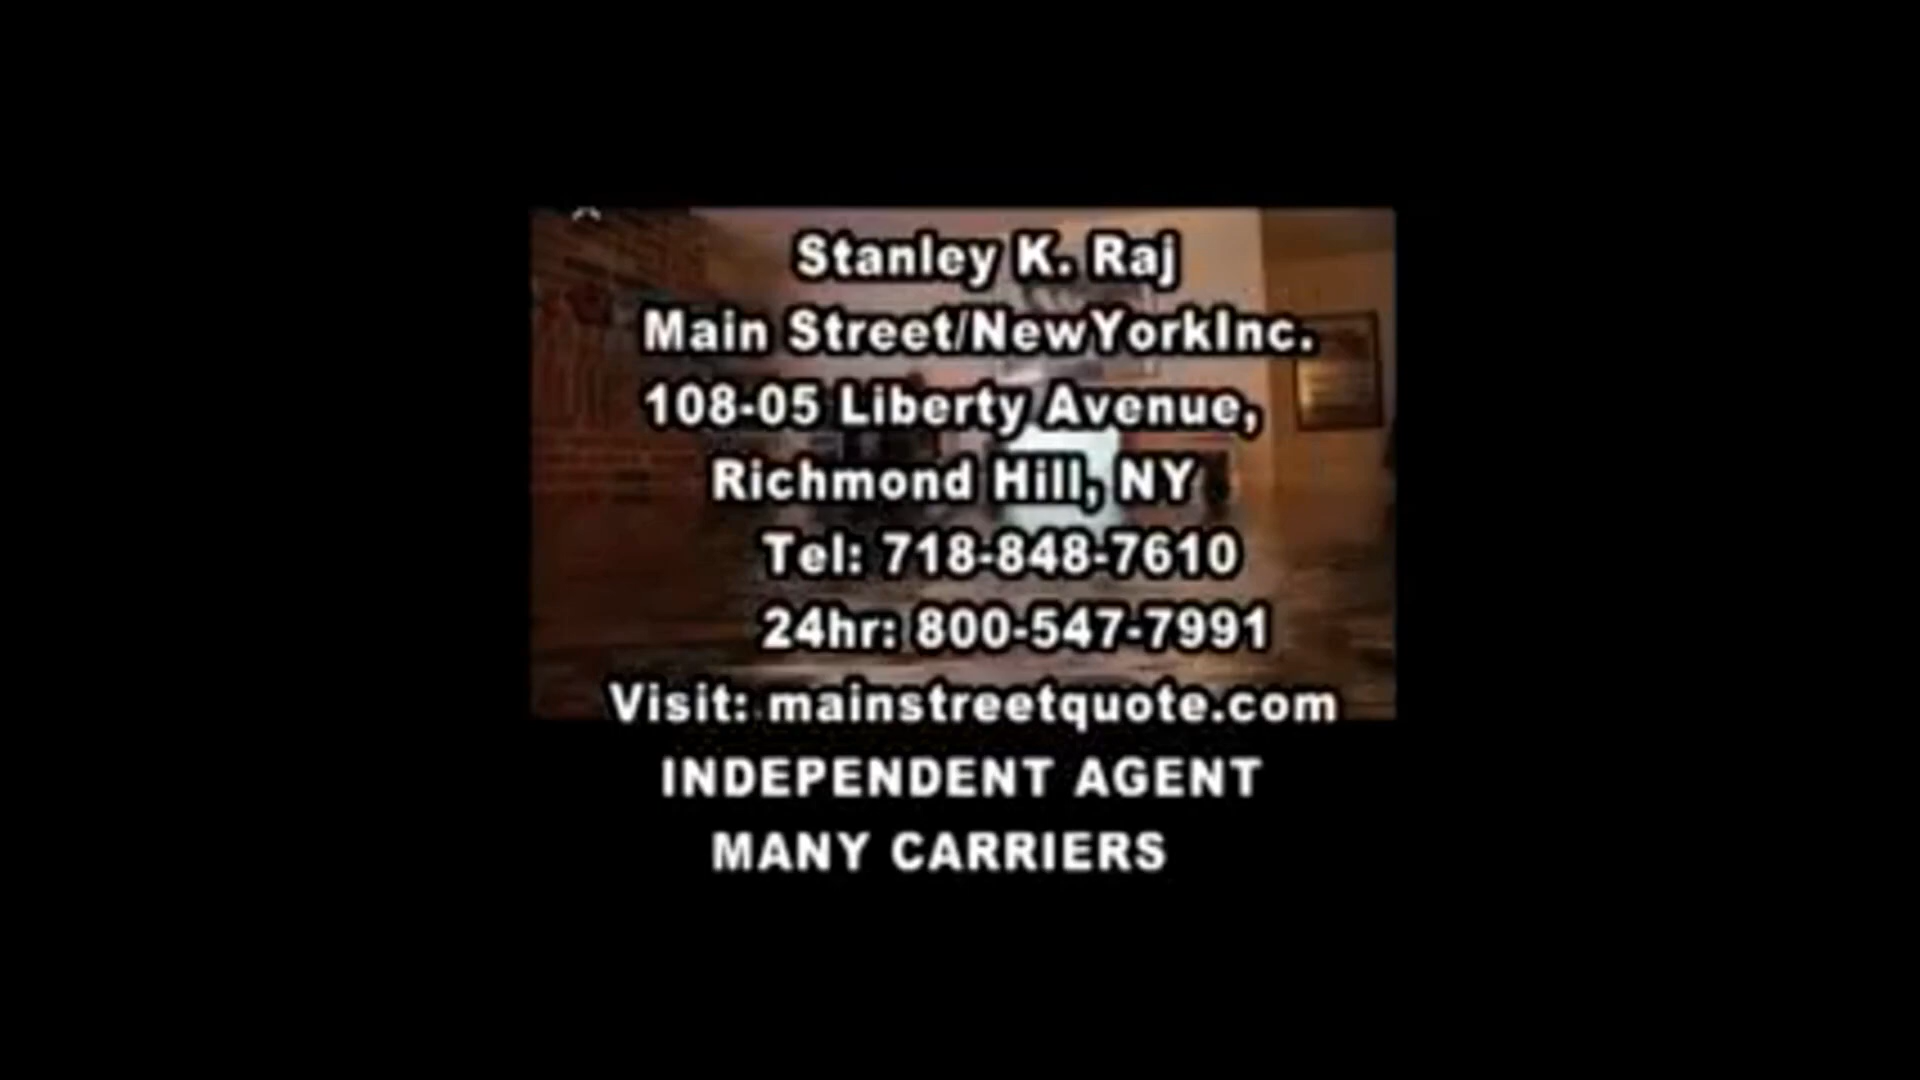 Stanley K. Raj
Main Street/NewYorkInc.
108-05 Liberty Avenue,
Richmond Hill, NY
Tel: 718-848-7610
24hr: 800-547-7991
Visit: mainstreetquote.com
INDEPENDENT AGENT
MANY CARRIERS